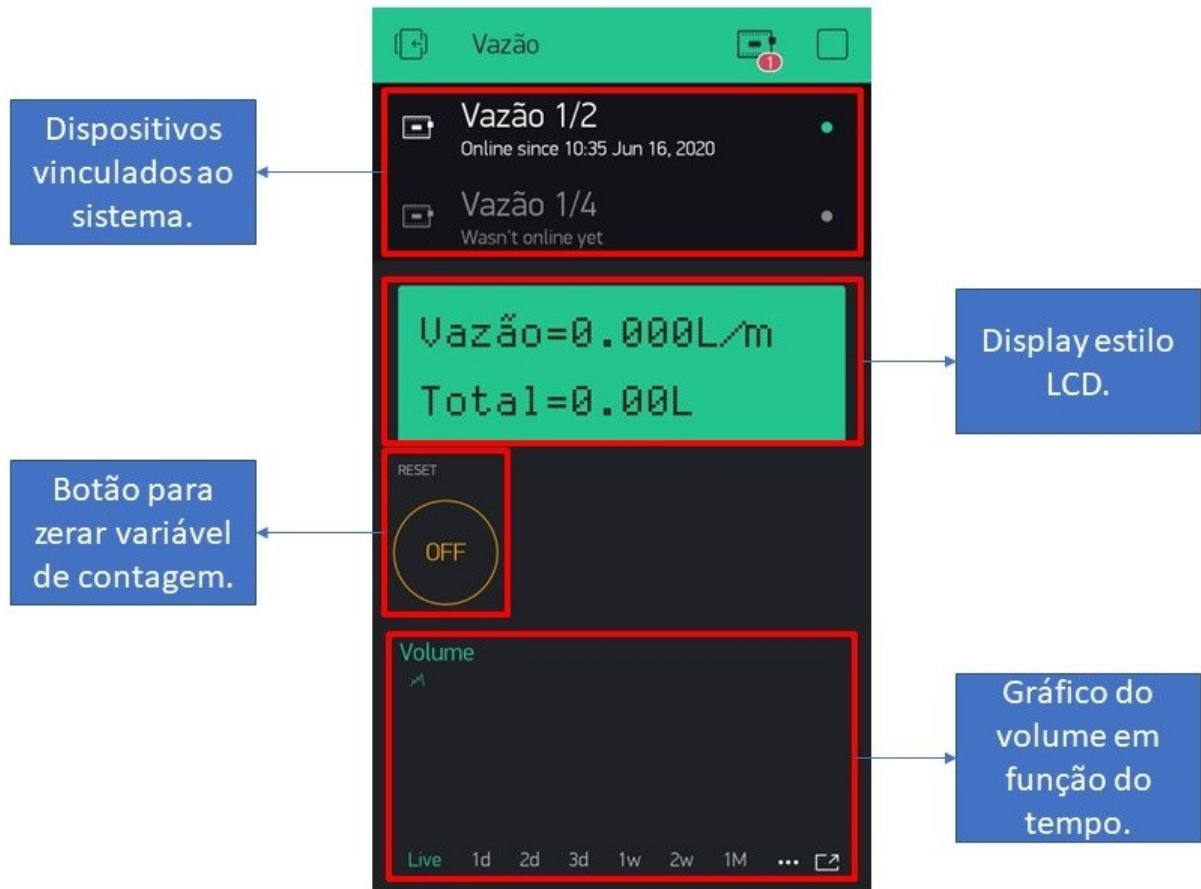 Vazão
1
Dispositivos
vinculados ao
sistema.
Vazão 1/2
Online since 10:35 Jun 16, 2020
Vazão 1/4
Wasn't online yet
Vazão=0.000L/m
Total=0.00L
Display estilo
LCD.
Botão para
zerar variável
de contagem.
RESET
OFF
Volume
Live 1d 2d 3d 1w 2w 1M ...
Gráfico do
volume em
função do
tempo.